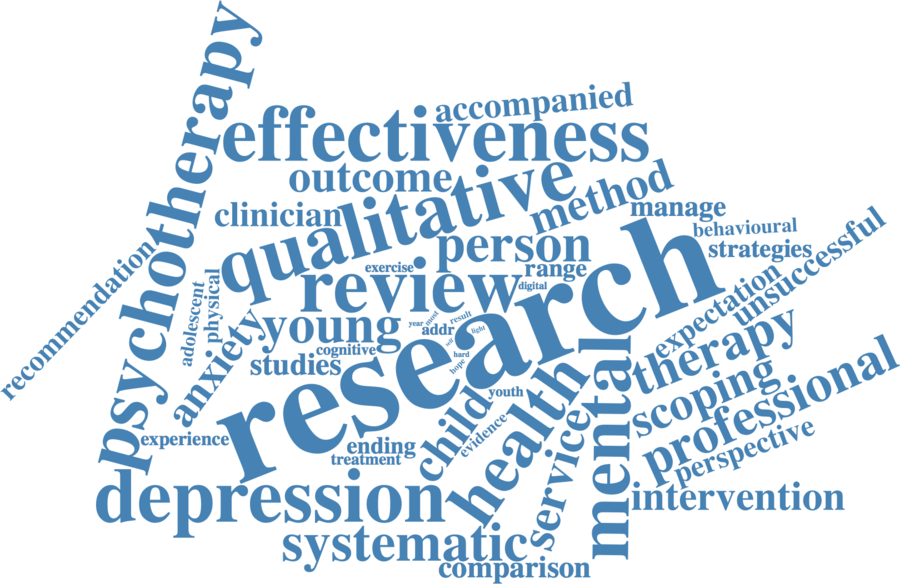 psychotherapy
accompanied
effectiveness
outcome
qualitative
method
clinician
manage
behavioural
person
strategies
unsuccessful
recommendation
exercise
range
review
digital
research
expectation
adolescent
physical
anxiety
young
year
most
result
addr
light
self
hard
hope
cognitive
studies
therapy
scoping
professional
perspective
youth
child
evidence
health
service
mental
experience
ending
treatment
depression
intervention
systematic
comparison